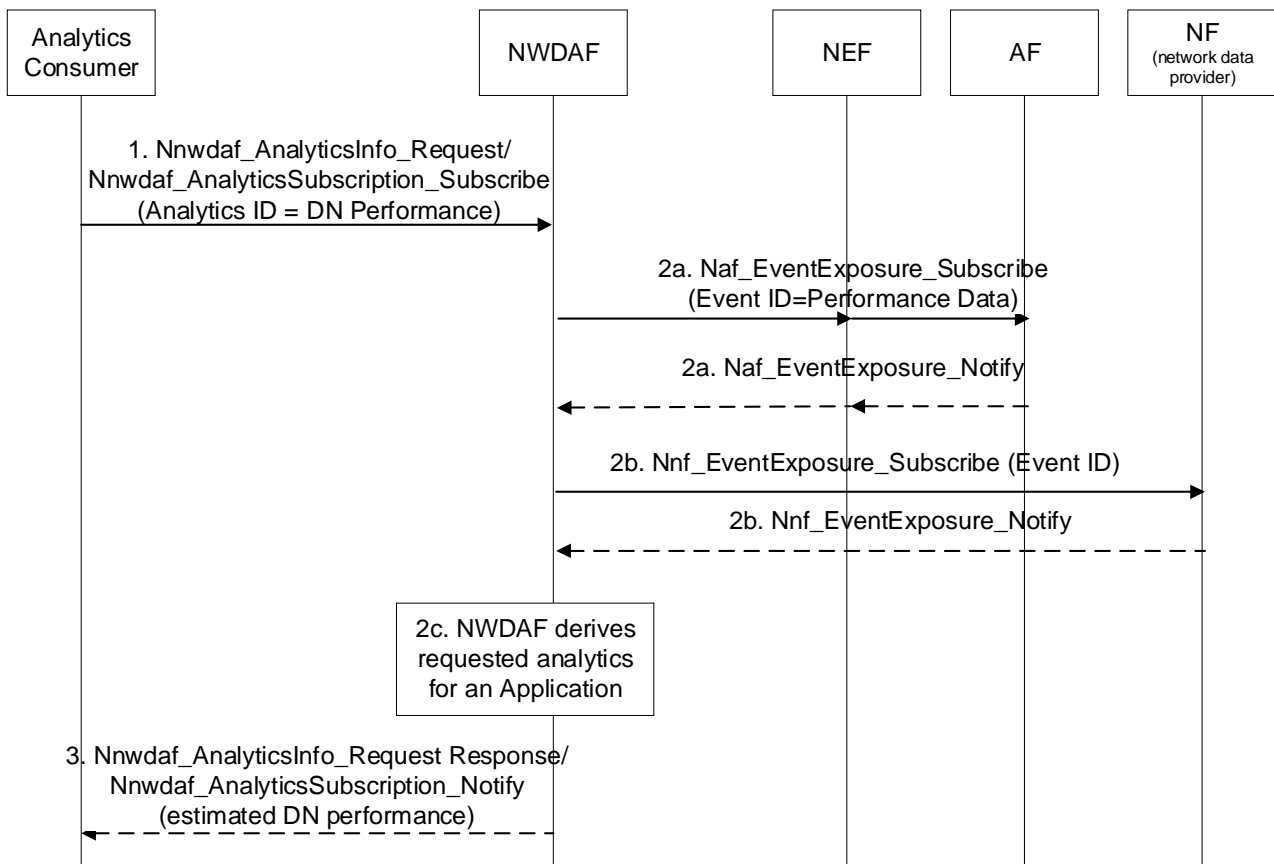 Analytics
Consumer
NWDAF
NEF
AF
NF
(network data
provider)
1. Nnwdaf_AnalyticsInfo_Request/
Nnwdaf_AnalyticsSubscription_Subscribe
(Analytics ID = DN Performance)
2a. Naf_EventExposure_Subscribe
(Event ID=Performance Data)
2a. Naf_EventExposure_Notify
2b. Nnf_EventExposure_Subscribe (Event ID)
2b. Nnf_EventExposure_Notify
2c. NWDAF derives
requested analytics
for an Application
3. Nnwdaf_AnalyticsInfo_Request Response/
Nnwdaf_AnalyticsSubscription_Notify
(estimated DN performance)